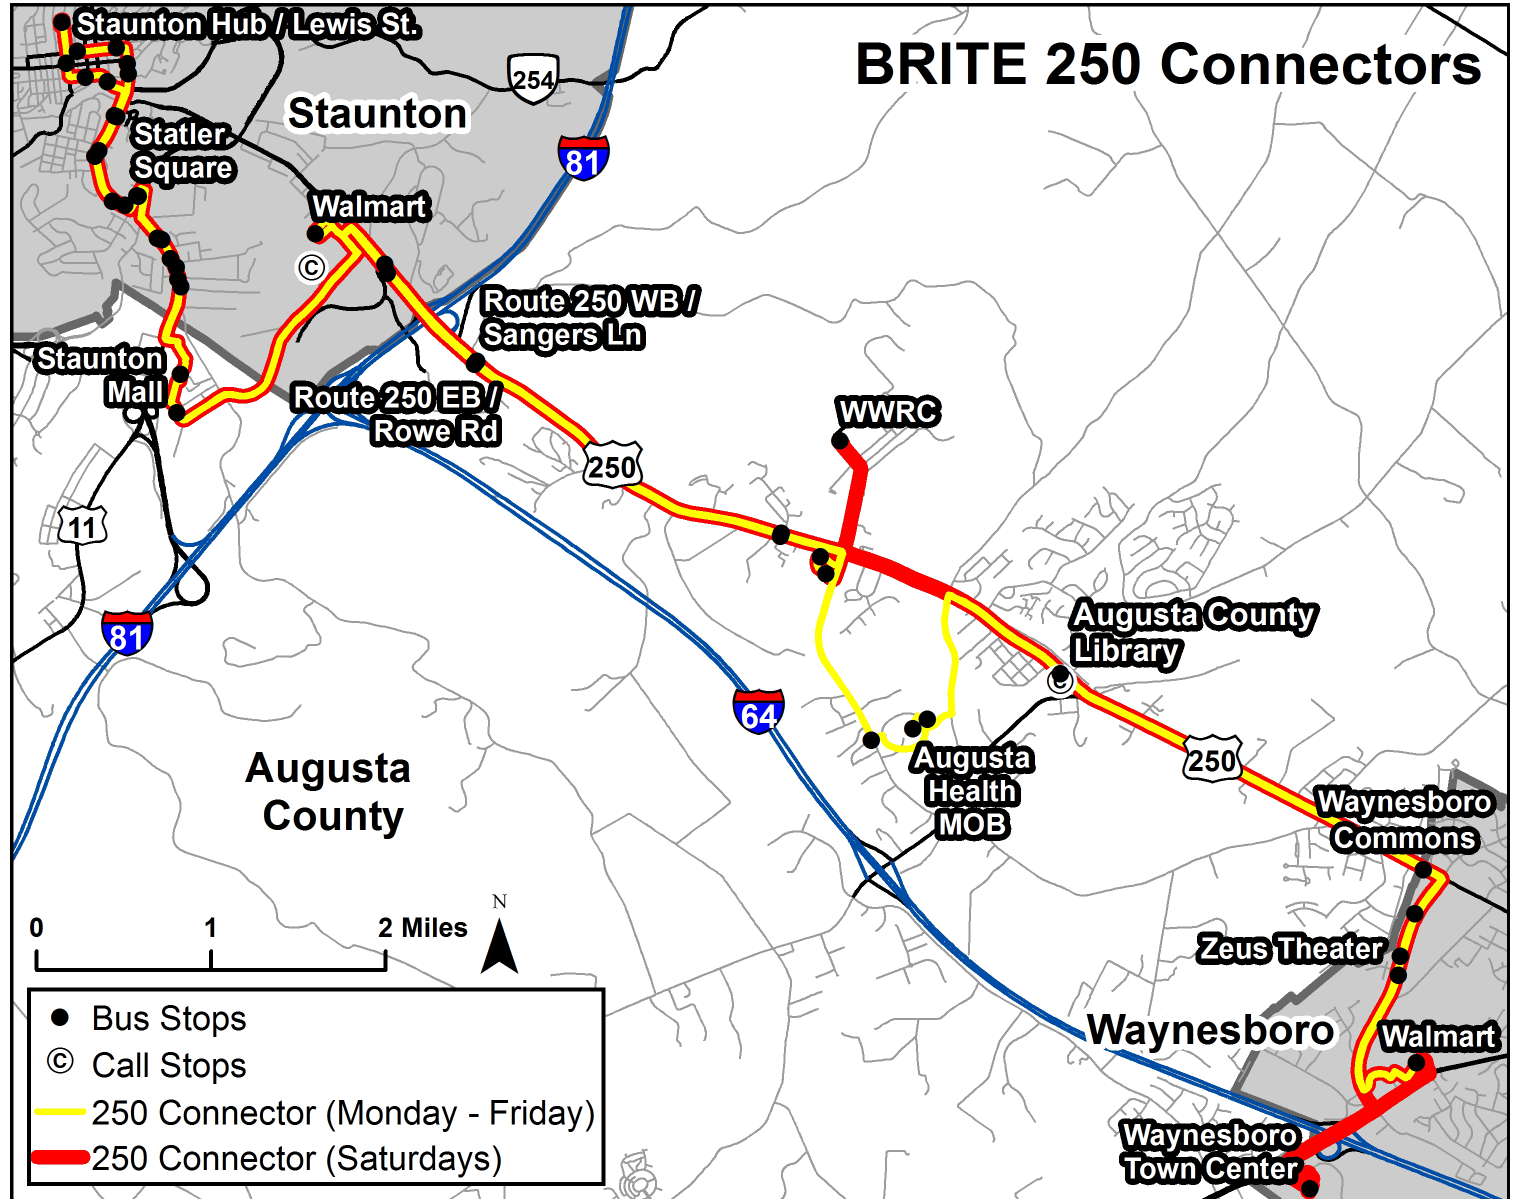 Staunton Hub / Lewis St.
BRITE 250 Connectors
254
Staunton
Statler
Square
81
Walmart
C
Route 250 WB /
Sangers Ln
Staunton
Mall
Route 250 EB /
Rowe Rd
WWRC
250
11
81
Augusta County
Library
C
64
Augusta
Health
MOB
250
Augusta
County
Waynesboro
Commons
0 1 2 Miles
N
Zeus Theater
Bus Stops
C Call Stops
250 Connector (Monday - Friday)
250 Connector (Saturdays)
Waynesboro
Walmart
Waynesboro
Town Center